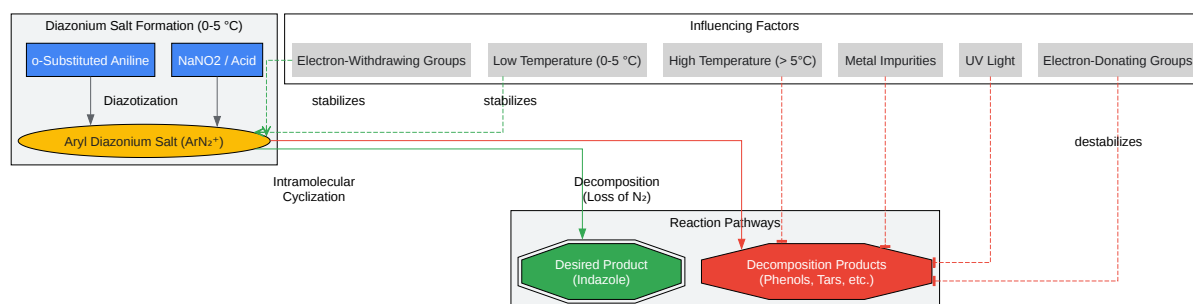 Diazonium Salt Formation (0-5 °C)
Influencing Factors
o-Substituted Aniline
NaNO2 / Acid
Electron-Withdrawing Groups
Low Temperature (0-5 °C)
High Temperature (> 5°C)
Metal Impurities
UV Light
Electron-Donating Groups
Diazotization
stabilizes
stabilizes
Aryl Diazonium Salt (ArN₂⁺)
destabilizes
Intramolecular
Cyclization
Decomposition
(Loss of N₂)
Reaction Pathways
Desired Product
(Indazole)
Decomposition Products
(Phenols, Tars, etc.)